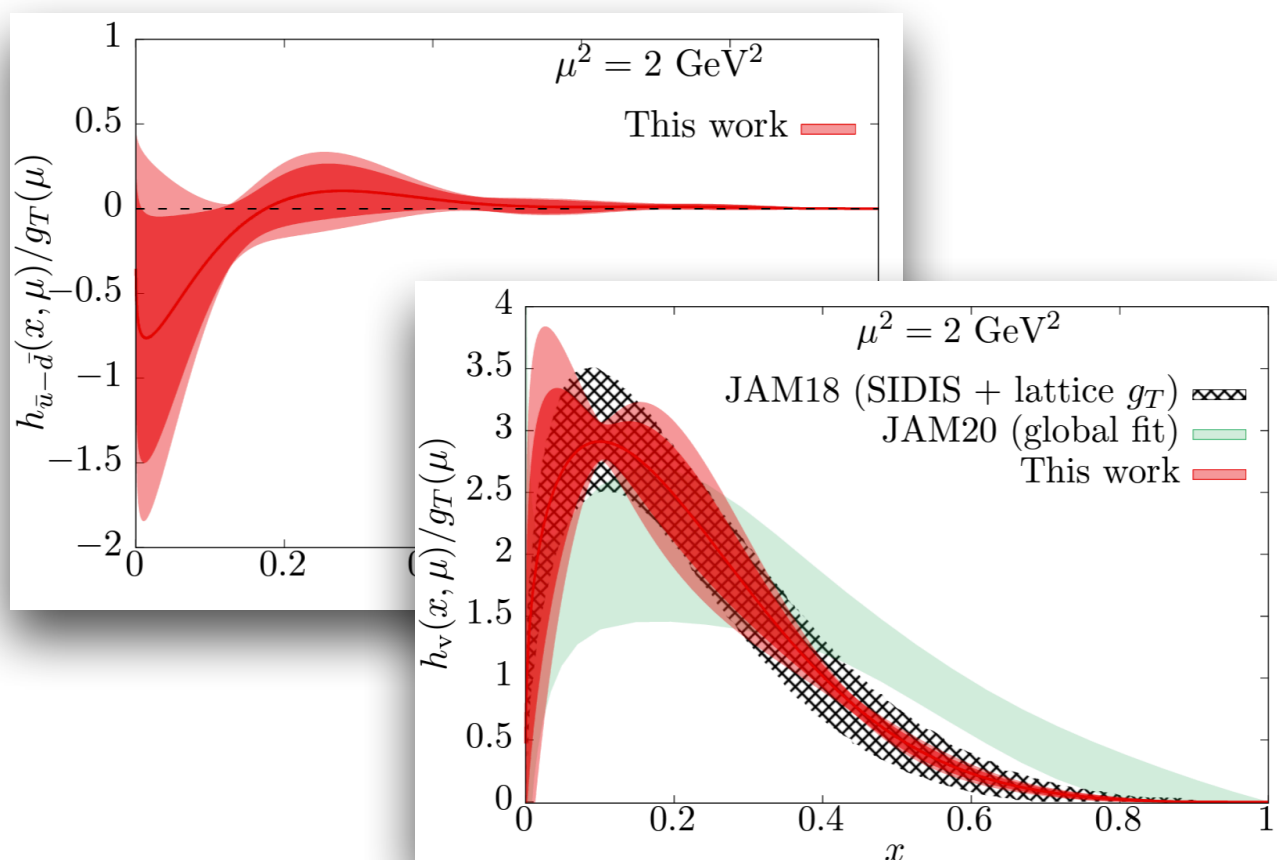 1
0.5
0
−0.5
−1
−1.5
−2
h_{ū−d̄}(x, μ)/g_T(μ)
μ² = 2 GeV²
This work
0
0.2
4
3.5
3
2.5
2
1.5
1
0.5
0
h_v(x, μ)/g_T(μ)
μ² = 2 GeV²
JAM18 (SIDIS + lattice g_T)
JAM20 (global fit)
This work
0
0.2
0.4
0.6
0.8
1
x